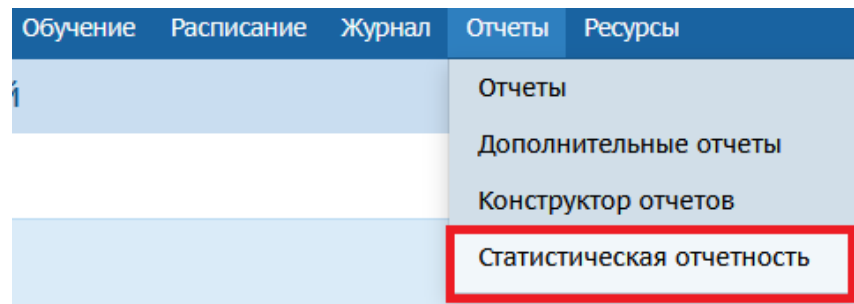 Обучение Расписание Журнал Отчеты Ресурсы
Отчеты
Дополнительные отчеты
Конструктор отчетов
Статистическая отчетность